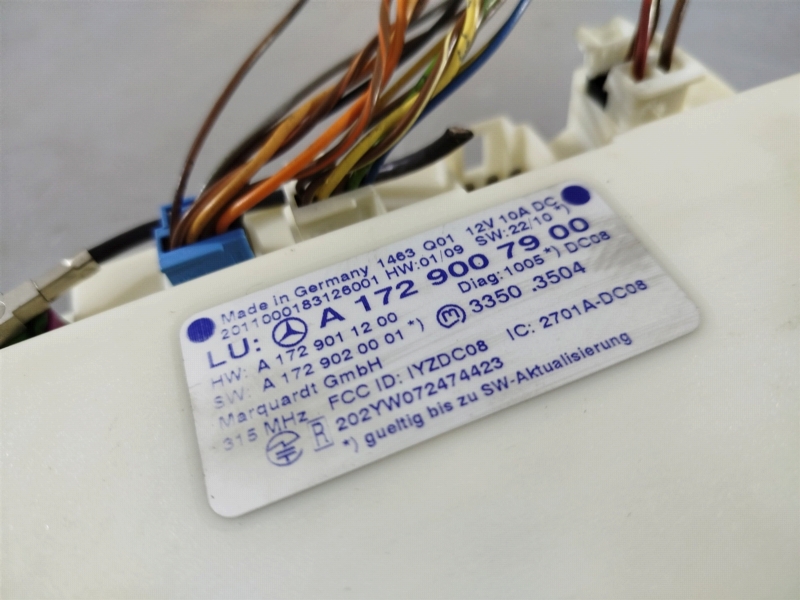 Made in Germany 1463 Q01 12V 10A DC
2011000183126001 HW:01/09 SW:22/10 *)
LU: A 172 900 79 00
HW: A 172 901 12 00 Diag: 1005 *) DC08
SW: A 172 902 00 01 *) m 3350 .3504
Marquardt GmbH
315 MHz FCC ID: IYZDC08 IC: 2701A-DC08
R 202YW072474423
*) gueltig bis zu SW-Aktualisierung